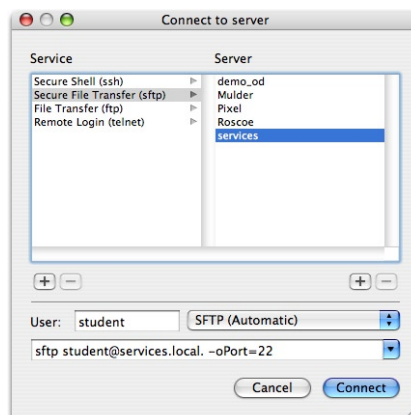 Connect to server
Service
Server
Secure Shell (ssh)
Secure File Transfer (sftp)
File Transfer (ftp)
Remote Login (telnet)
demo_od
Mulder
Pixel
Roscoe
services
User: student SFTP (Automatic)
sftp student@services.local. -oPort=22
Cancel Connect